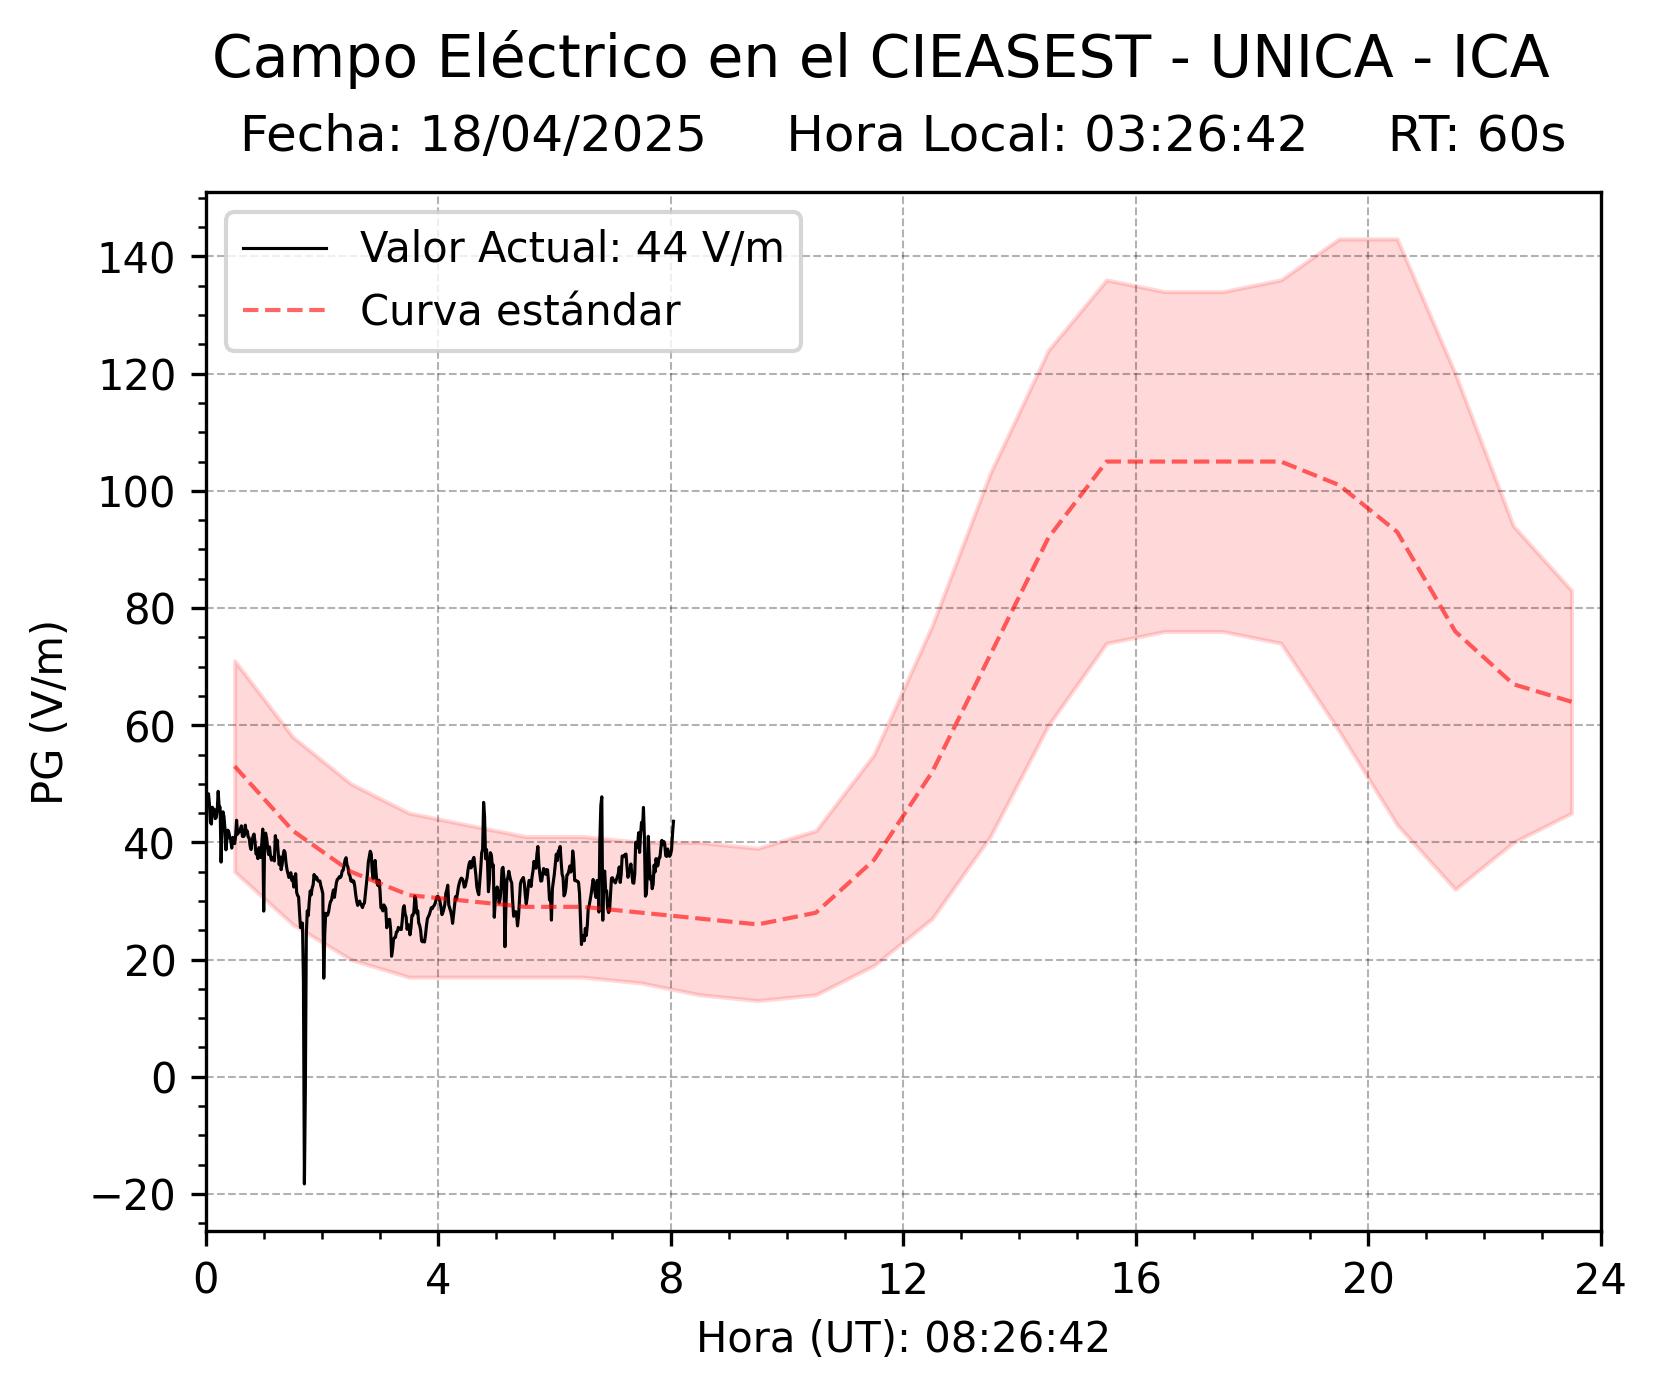 Campo Eléctrico en el CIEASEST - UNICA - ICA
Fecha: 18/04/2025 Hora Local: 03:26:42 RT: 60s
Valor Actual: 44 V/m
Curva estándar
PG (V/m)
140
120
100
80
60
40
20
0
−20
0 4 8 12 16 20 24
Hora (UT): 08:26:42